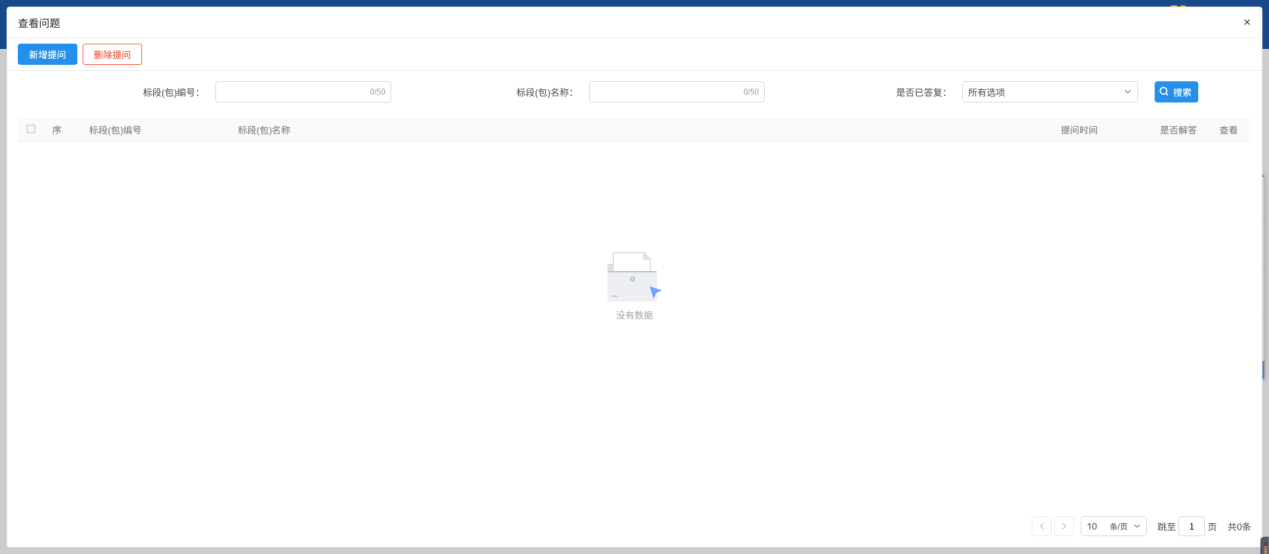 查看问题
新增提问 删除提问
标段(包)编号： 0/50 标段(包)名称： 0/50 是否已答复： 所有选项 搜索
序 标段(包)编号 标段(包)名称 提问时间 是否解答 查看
没有数据
10 条/页 跳至 1 页 共0条